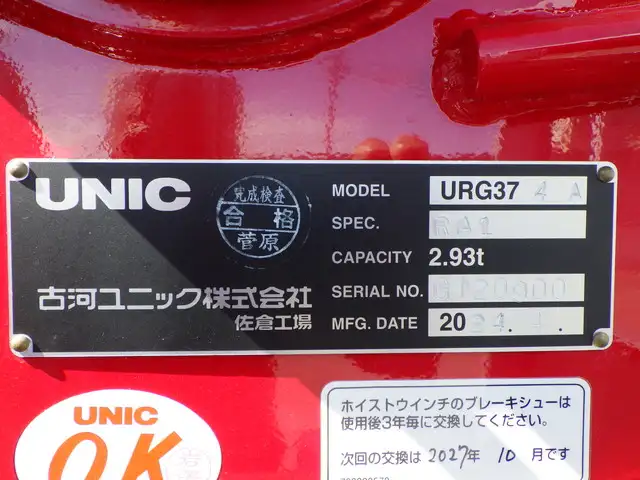 UNIC
完成検査
合格
菅原
MODEL URG37 4 A
SPEC. RA1
CAPACITY 2.93t
SERIAL NO.
MFG. DATE 20
古河ユニック株式会社
佐倉工場
UNIC
OK
ホイストウインチのブレーキシューは
使用後3年毎に交換してください。
次回の交換は 2027年 10 月です